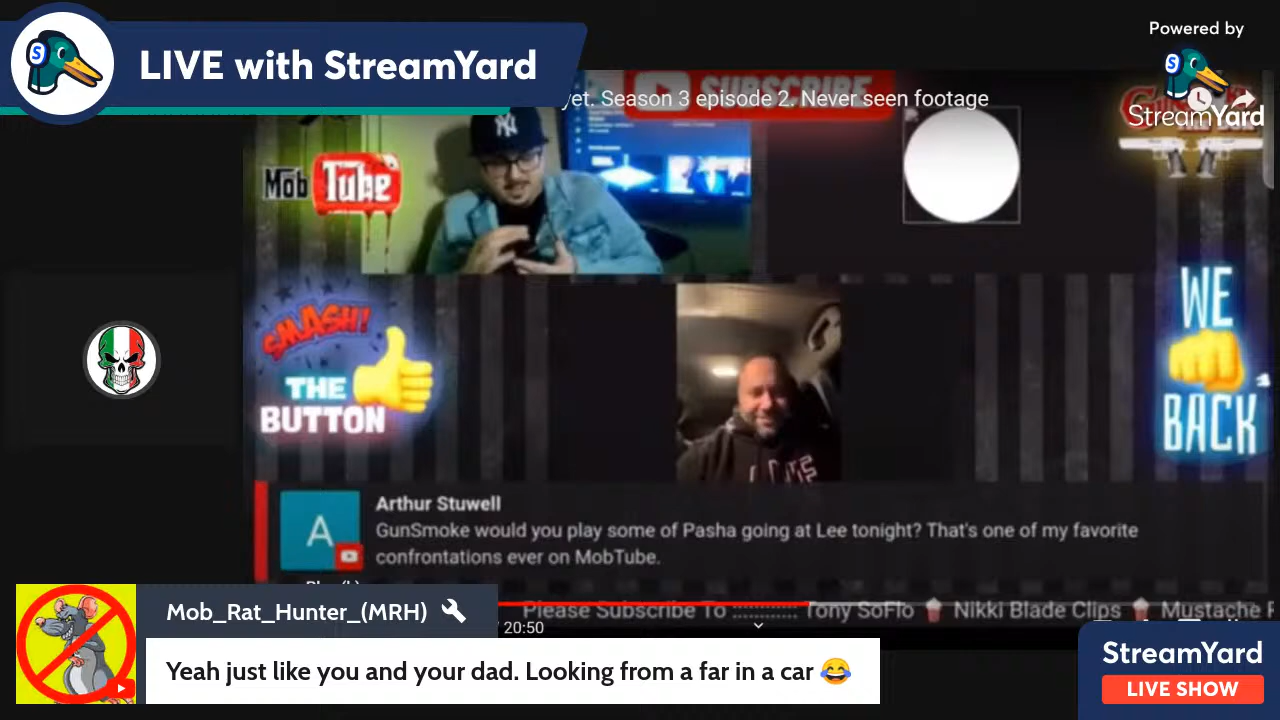 LIVE with StreamYard
Powered by
StreamYard
SUBSCRIBE
yet. Season 3 episode 2. Never seen footage
Mob Tube
SMASH!
THE
BUTTON
WE
BACK
Arthur Stuwell
A
GunSmoke would you play some of Pasha going at Lee tonight? That's one of my favorite
confrontations ever on MobTube.
Please Subscribe To ............ Tony SoFlo 🍿 Nikki Blade Clips 🍿 Mustache
/ 20:50
Mob_Rat_Hunter_(MRH)
Yeah just like you and your dad. Looking from a far in a car 😂
StreamYard
LIVE SHOW